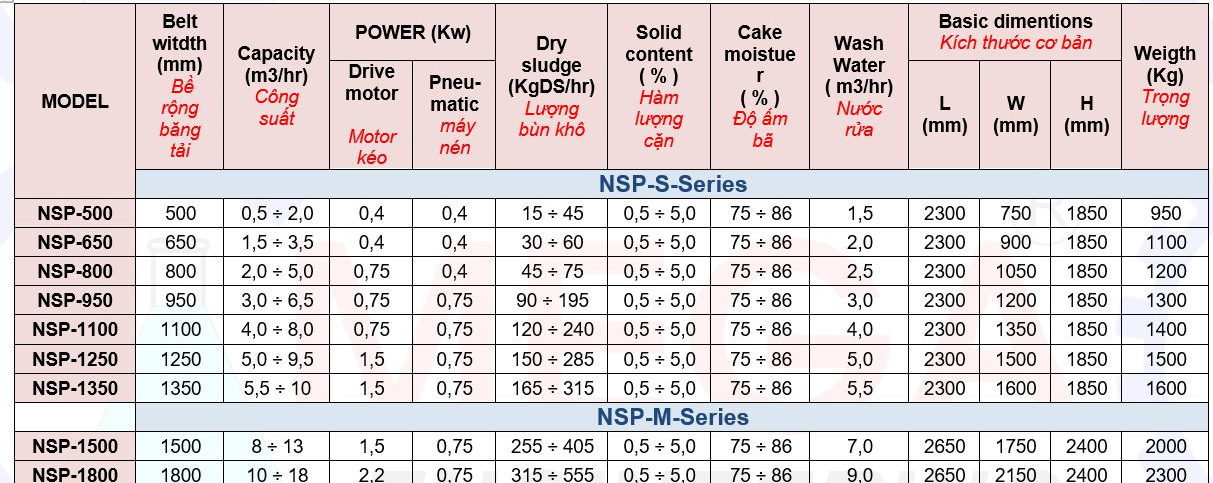 MODEL
Belt
witdth
(mm)
Bề
rộng
băng
tải
Capacity
(m3/hr)
Công
suất
POWER (Kw)
Drive
motor
Motor
kéo
Pneu-
matic
máy
nén
Dry
sludge
(KgDS/hr)
Lượng
bùn khô
Solid
content
( % )
Hàm
lượng
cặn
Cake
moistue
r
( % )
Độ ẩm
bã
Wash
Water
( m3/hr)
Nước
rửa
Basic dimentions
Kích thước cơ bản
L
(mm)
W
(mm)
H
(mm)
Weigth
(Kg)
Trọng
lượng
NSP-S-Series
NSP-500 500 0,5 ÷ 2,0 0,4 0,4 15 ÷ 45 0,5 ÷ 5,0 75 ÷ 86 1,5 2300 750 1850 950
NSP-650 650 1,5 ÷ 3,5 0,4 0,4 30 ÷ 60 0,5 ÷ 5,0 75 ÷ 86 2,0 2300 900 1850 1100
NSP-800 800 2,0 ÷ 5,0 0,75 0,4 45 ÷ 75 0,5 ÷ 5,0 75 ÷ 86 2,5 2300 1050 1850 1200
NSP-950 950 3,0 ÷ 6,5 0,75 0,75 90 ÷ 195 0,5 ÷ 5,0 75 ÷ 86 3,0 2300 1200 1850 1300
NSP-1100 1100 4,0 ÷ 8,0 0,75 0,75 120 ÷ 240 0,5 ÷ 5,0 75 ÷ 86 4,0 2300 1350 1850 1400
NSP-1250 1250 5,0 ÷ 9,5 1,5 0,75 150 ÷ 285 0,5 ÷ 5,0 75 ÷ 86 5,0 2300 1500 1850 1500
NSP-1350 1350 5,5 ÷ 10 1,5 0,75 165 ÷ 315 0,5 ÷ 5,0 75 ÷ 86 5,5 2300 1600 1850 1600
NSP-M-Series
NSP-1500 1500 8 ÷ 13 1,5 0,75 255 ÷ 405 0,5 ÷ 5,0 75 ÷ 86 7,0 2650 1750 2400 2000
NSP-1800 1800 10 ÷ 18 2,2 0,75 315 ÷ 555 0,5 ÷ 5,0 75 ÷ 86 9,0 2650 2150 2400 2300
MEGA